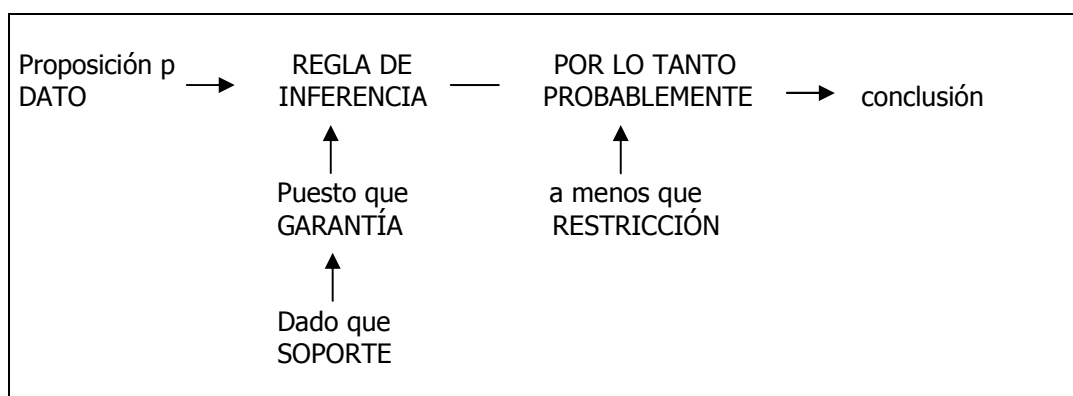 Proposición p
DATO
REGLA DE
INFERENCIA
POR LO TANTO
PROBABLEMENTE
conclusión
Puesto que
GARANTÍA
a menos que
RESTRICCIÓN
Dado que
SOPORTE